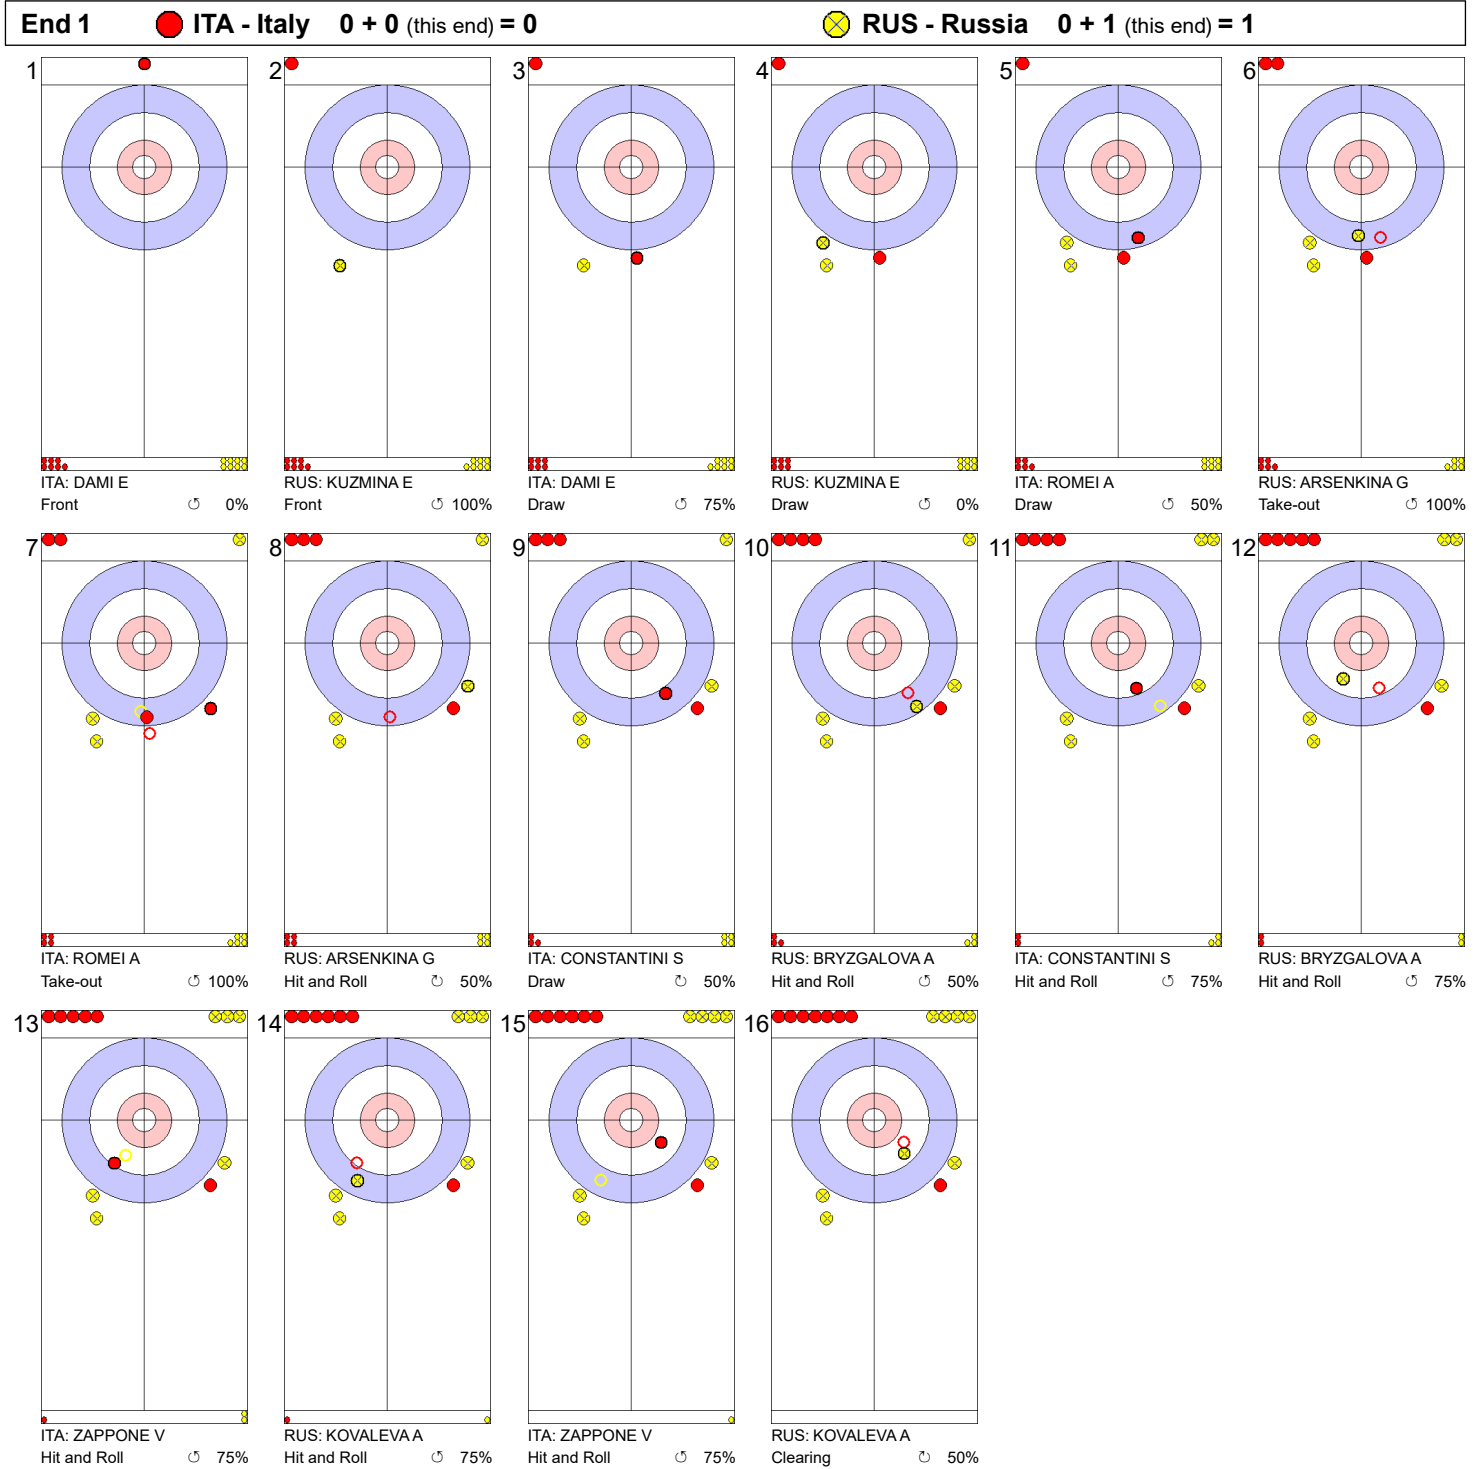 End 1 ITA - Italy 0 + 0 (this end) = 0 RUS - Russia 0 + 1 (this end) = 1
1 2 3 4 5 6
ITA: DAMI E RUS: KUZMINA E ITA: DAMI E RUS: KUZMINA E ITA: ROMEI A RUS: ARSENKINA G
Front ↺ 0% Front ↺ 100% Draw ↺ 75% Draw ↺ 0% Draw ↺ 50% Take-out ↺ 100%
7 8 9 10 11 12
ITA: ROMEI A RUS: ARSENKINA G ITA: CONSTANTINI S RUS: BRYZGALOVA A ITA: CONSTANTINI S RUS: BRYZGALOVA A
Take-out ↺ 100% Hit and Roll ↻ 50% Draw ↻ 50% Hit and Roll ↺ 50% Hit and Roll ↺ 75% Hit and Roll ↺ 75%
13 14 15 16
ITA: ZAPPONE V RUS: KOVALEVA A ITA: ZAPPONE V RUS: KOVALEVA A
Hit and Roll ↺ 75% Hit and Roll ↺ 75% Hit and Roll ↺ 75% Clearing ↻ 50%